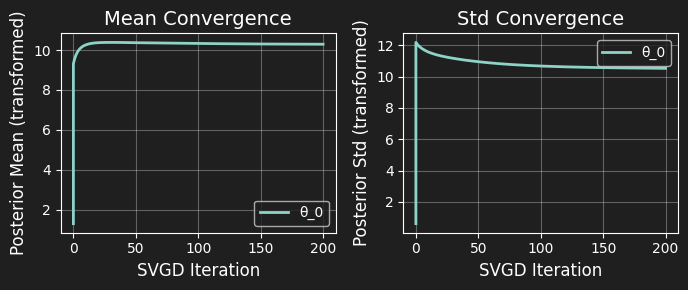 Mean Convergence
Posterior Mean (transformed)
10
8
6
4
2
θ_0
0
50
100
150
200
SVGD Iteration
Std Convergence
Posterior Std (transformed)
12
10
8
6
4
2
θ_0
0
50
100
150
200
SVGD Iteration